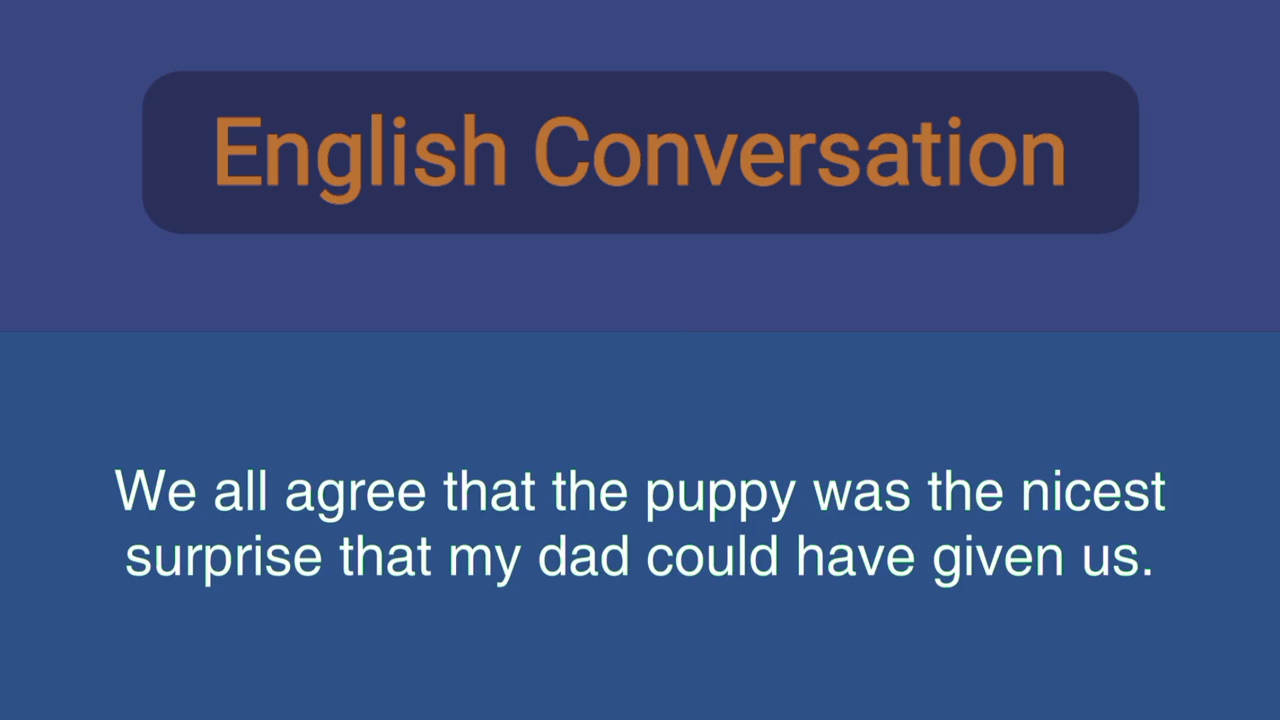 English Conversation
We all agree that the puppy was the nicest
surprise that my dad could have given us.